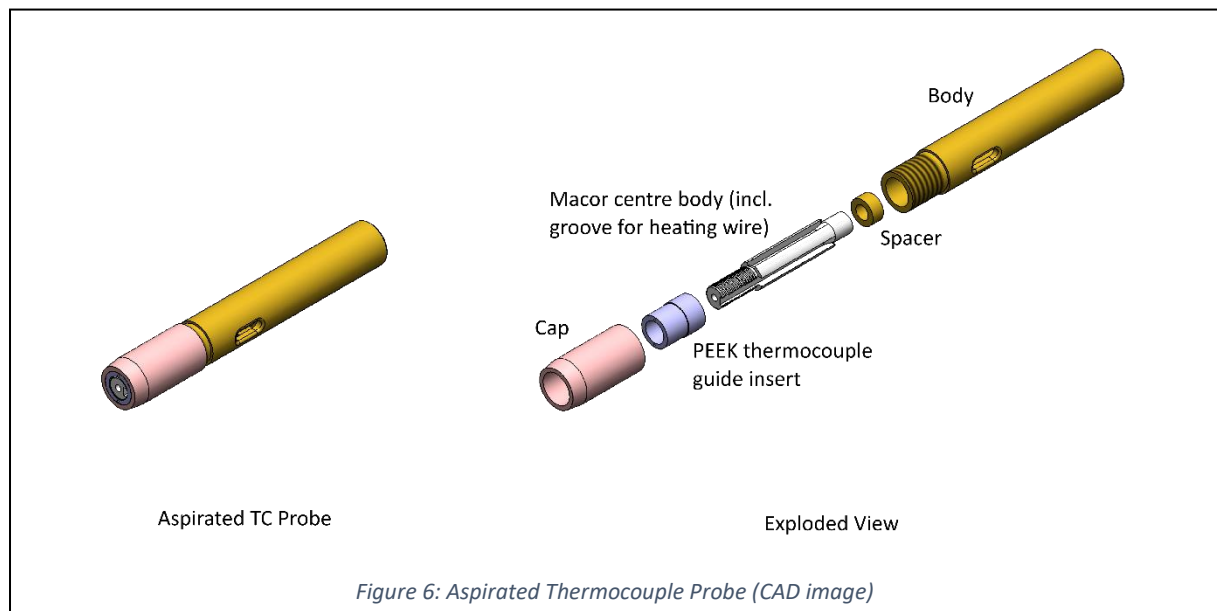 Body
Macor centre body (incl.
groove for heating wire)
Spacer
Cap
PEEK thermocouple
guide insert
Aspirated TC Probe
Exploded View
Figure 6: Aspirated Thermocouple Probe (CAD image)